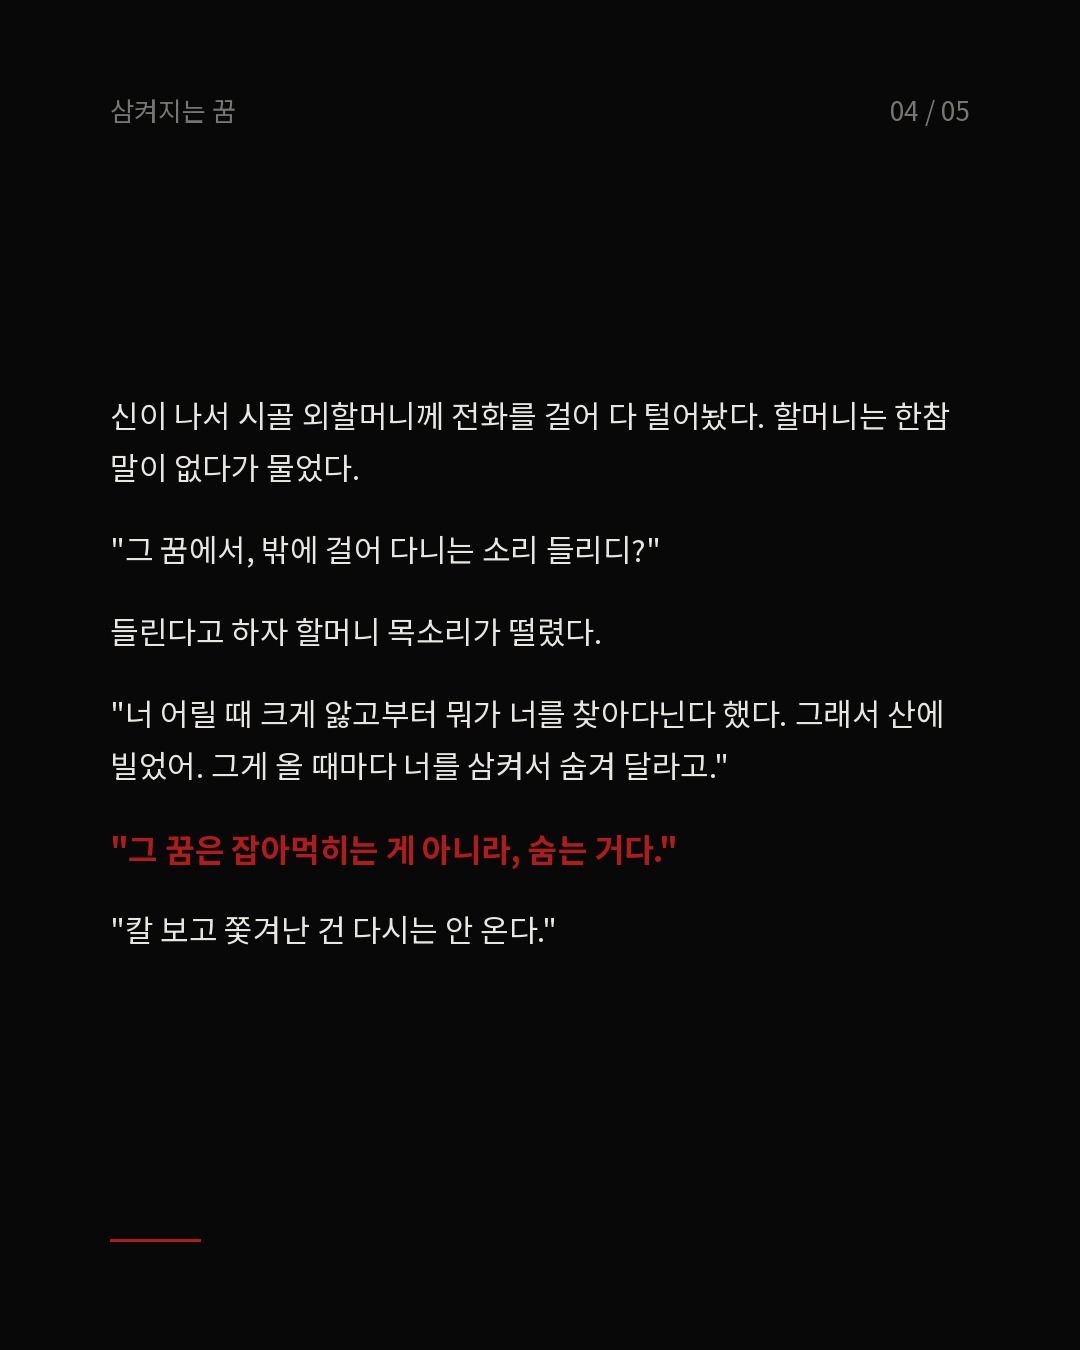 삼켜지는 꿈
04 / 05
신이 나서 시골 외할머니께 전화를 걸어 다 털어놨다. 할머니는 한참
말이 없다가 물었다.
"그 꿈에서, 밖에 걸어 다니는 소리 들리디?"
들린다고 하자 할머니 목소리가 떨렸다.
"너 어릴 때 크게 앓고부터 뭐가 너를 찾아다닌다 했다. 그래서 산에
빌었어. 그게 올 때마다 너를 삼켜서 숨겨 달라고."
"그 꿈은 잡아먹히는 게 아니라, 숨는 거다."
"칼 보고 쫓겨난 건 다시는 안 온다."